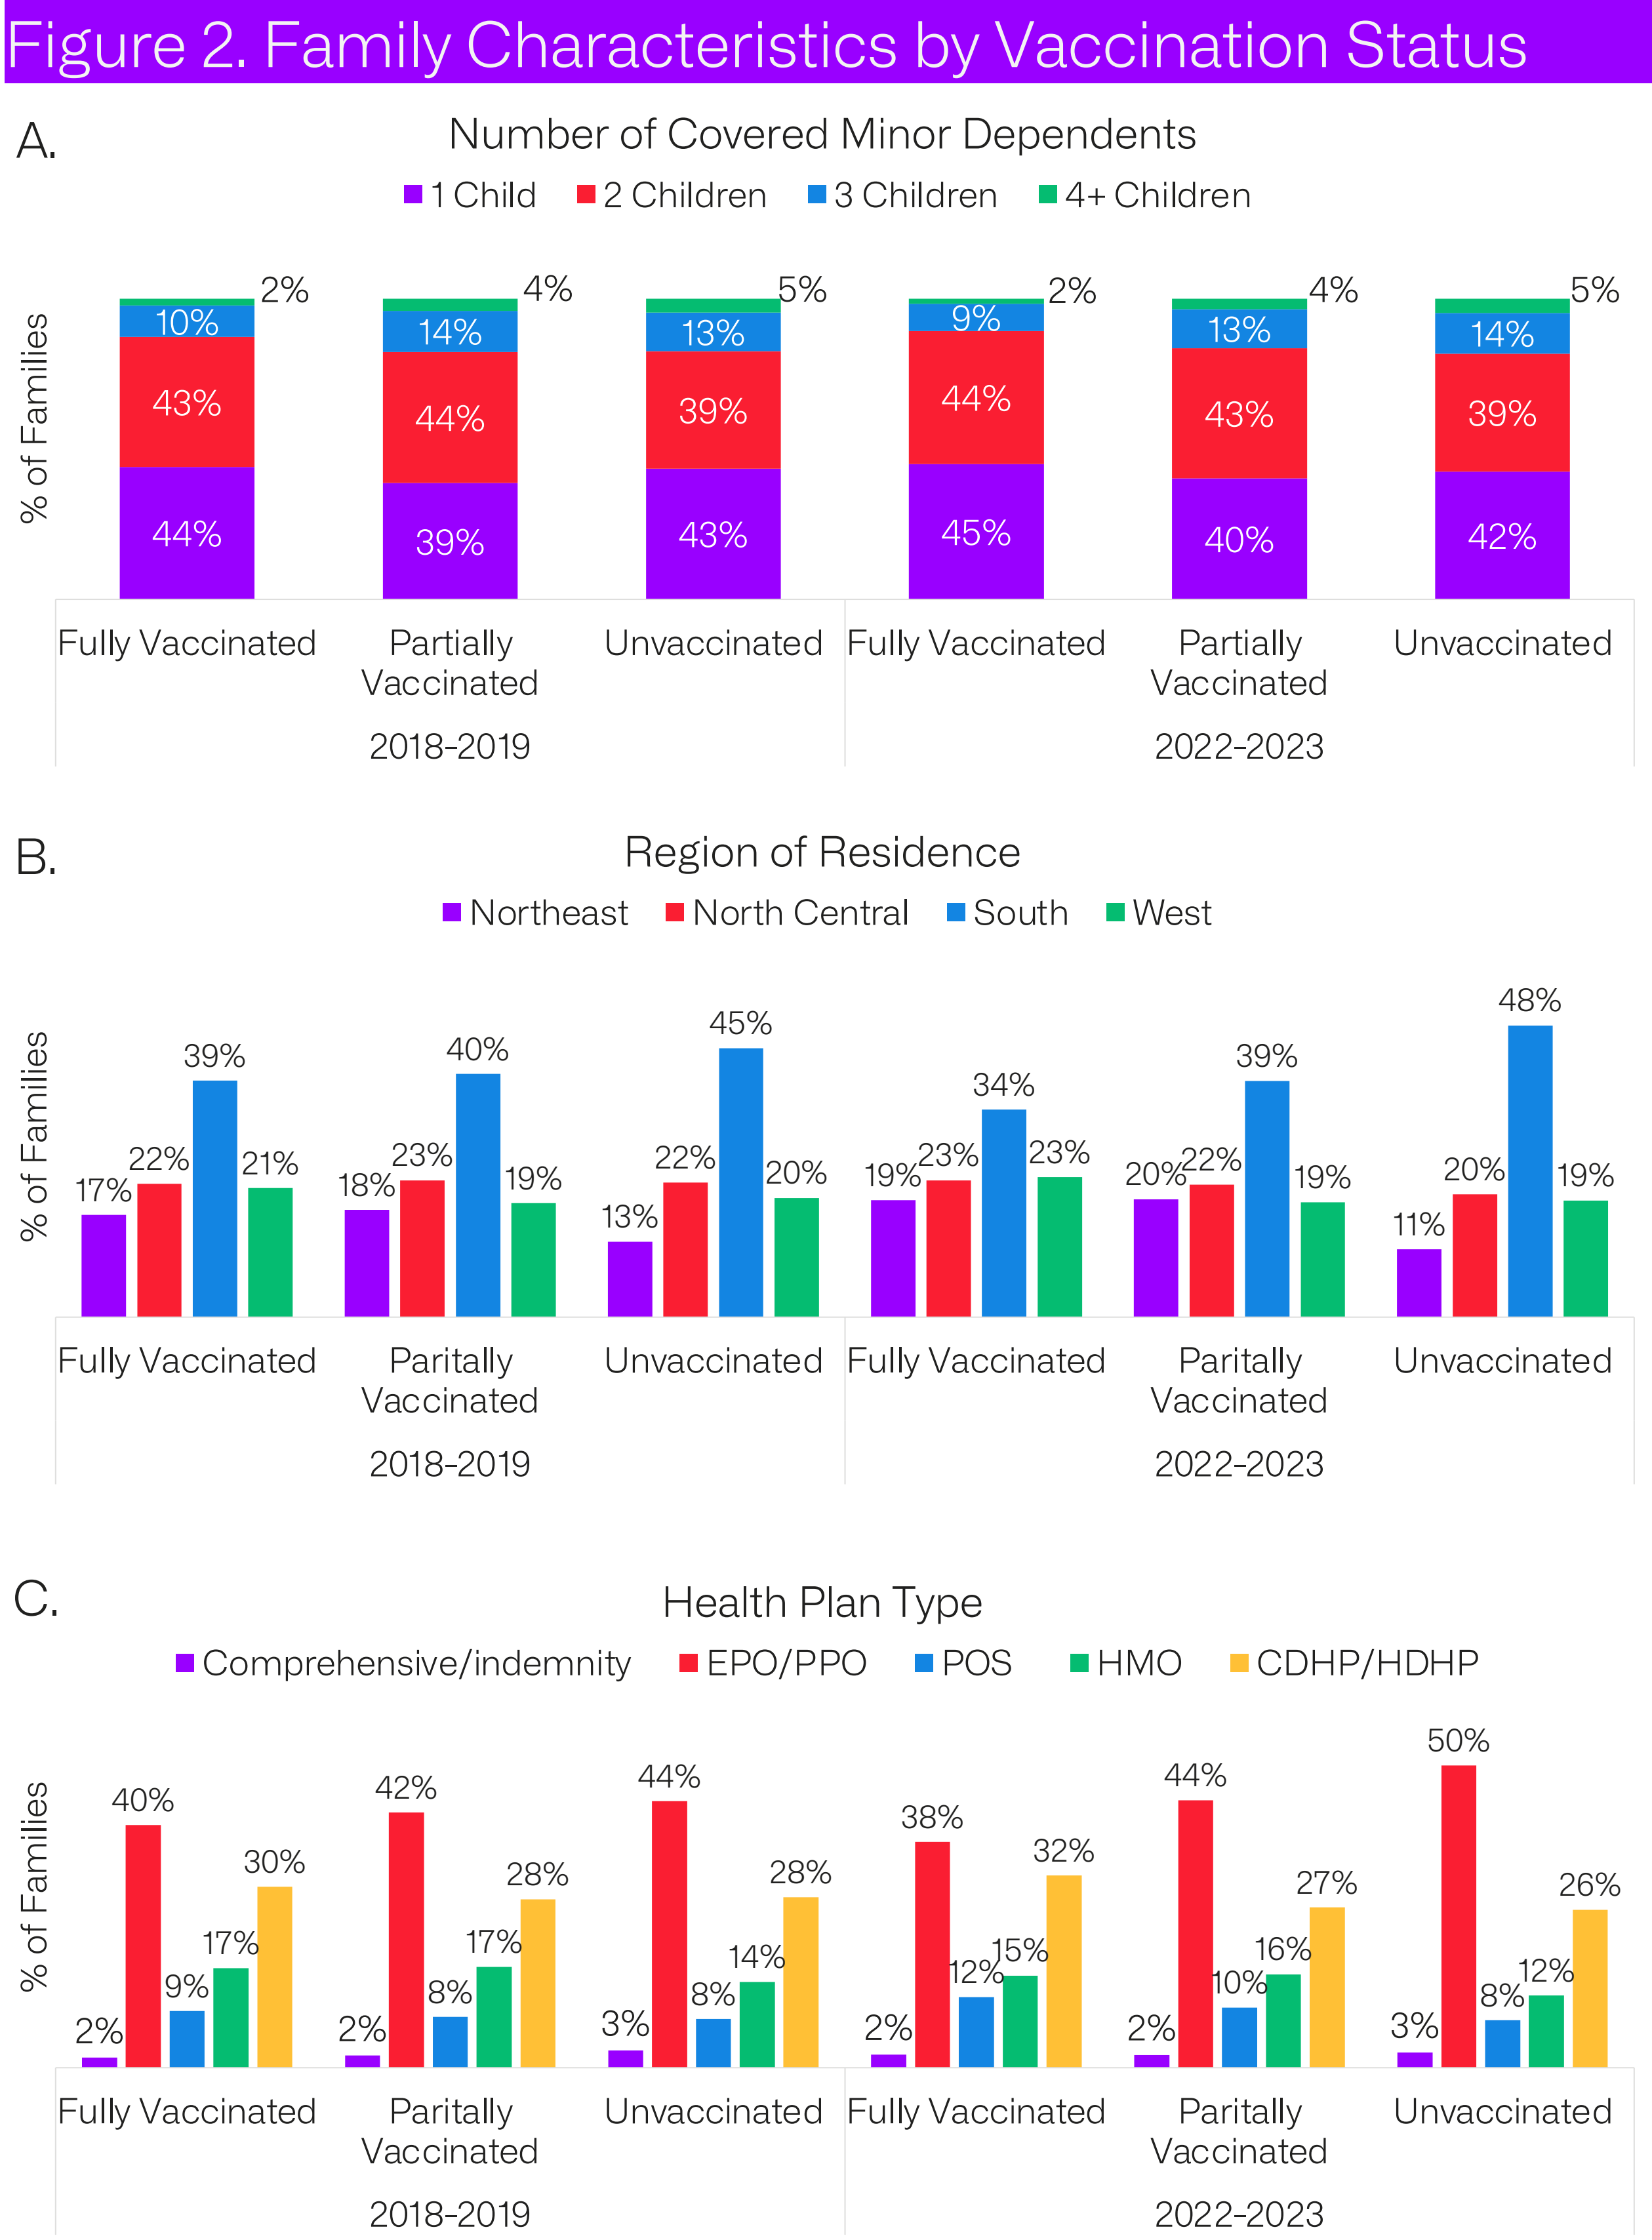 Figure 2. Family Characteristics by Vaccination Status
A.
Number of Covered Minor Dependents
1 Child 2 Children 3 Children 4+ Children
% of Families
2% 4% 5% 2% 4% 5%
10% 14% 13% 9% 13% 14%
43% 44% 39% 44% 43% 39%
44% 39% 43% 45% 40% 42%
Fully Vaccinated Partially Unvaccinated Fully Vaccinated Partially Unvaccinated
Vaccinated Vaccinated
2018-2019 2022-2023
B.
Region of Residence
Northeast North Central South West
% of Families
17% 22% 39% 21% 18% 23% 40% 19% 13% 22% 45% 20% 19% 23% 34% 23% 20% 22% 39% 19% 11% 20% 48% 19%
Fully Vaccinated Paritally Unvaccinated Fully Vaccinated Paritally Unvaccinated
Vaccinated Vaccinated
2018-2019 2022-2023
C.
Health Plan Type
Comprehensive/indemnity EPO/PPO POS HMO CDHP/HDHP
% of Families
2% 40% 9% 17% 30% 2% 42% 8% 17% 28% 3% 44% 8% 14% 28% 2% 38% 12% 15% 32% 2% 44% 10% 16% 27% 3% 50% 8% 12% 26%
Fully Vaccinated Paritally Unvaccinated Fully Vaccinated Paritally Unvaccinated
Vaccinated Vaccinated
2018-2019 2022-2023